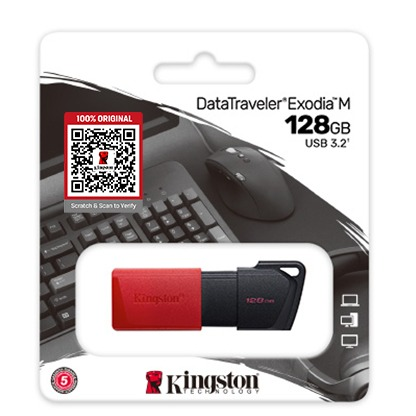 DataTraveler® Exodia™ M
128GB
USB 3.2¹
100% ORIGINAL
Kingston
Scratch & Scan to Verify
Kingston
128GB
5
Kingston
TECHNOLOGY